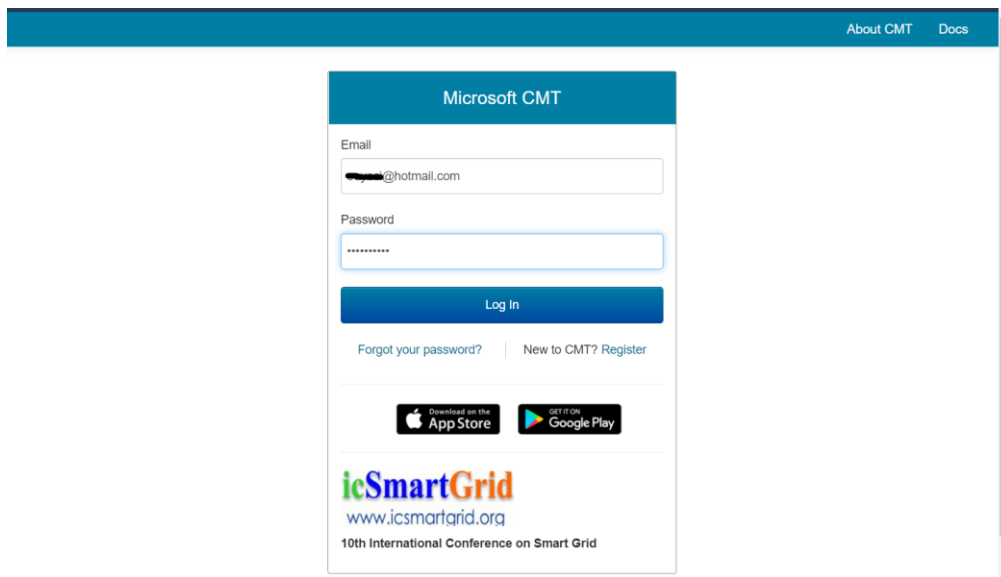 About CMT Docs
Microsoft CMT
Email
@hotmail.com
Password
••••••••••
Log In
Forgot your password? New to CMT? Register
Download on the
App Store
GET IT ON
Google Play
icSmartGrid
www.icsmartgrid.org
10th International Conference on Smart Grid